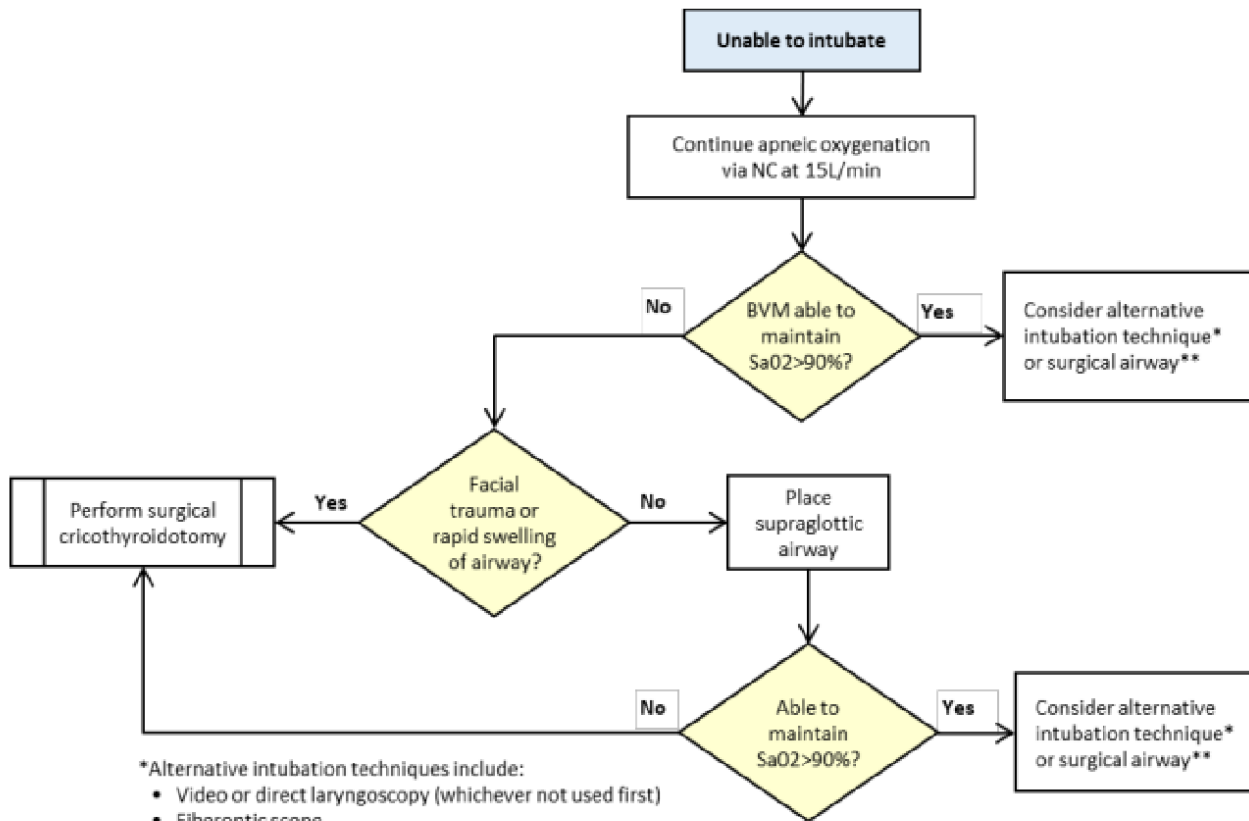 Unable to intubate
Continue apneic oxygenation
via NC at 15L/min
No
BVM able to
maintain
Sa02>90%?
Yes
Consider alternative
intubation technique*
or surgical airway**
Perform surgical
cricothyroidotomy
Yes
Facial
trauma or
rapid swelling
of airway?
No
Place
supraglottic
airway
No
Able to
maintain
SaO2>90%?
Yes
Consider alternative
intubation technique*
or surgical airway**
*Alternative intubation techniques include:
• Video or direct laryngoscopy (whichever not used first)
• Fiberoptic scope